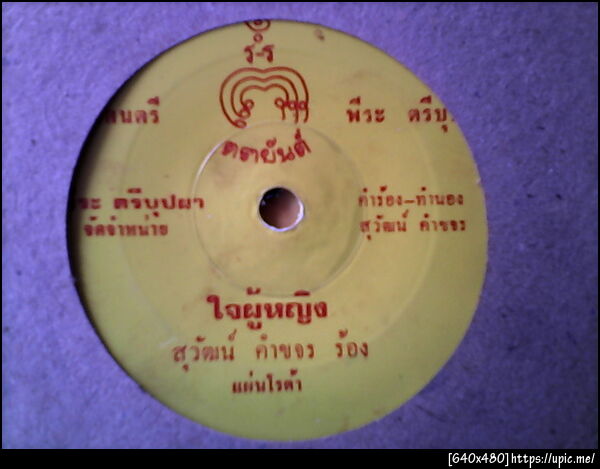 ร-ร
ตรายันต์
ดนตรี
พีระ ตรีบุ
ระ ตรีบุปผา
จัดจำหน่าย
คำร้อง-ทำนอง
สุวัฒน์ คำขจร
ใจผู้หญิง
สุวัฒน์ คำขจร ร้อง
แผ่นโรต้า
[640x480]https://upic.me/